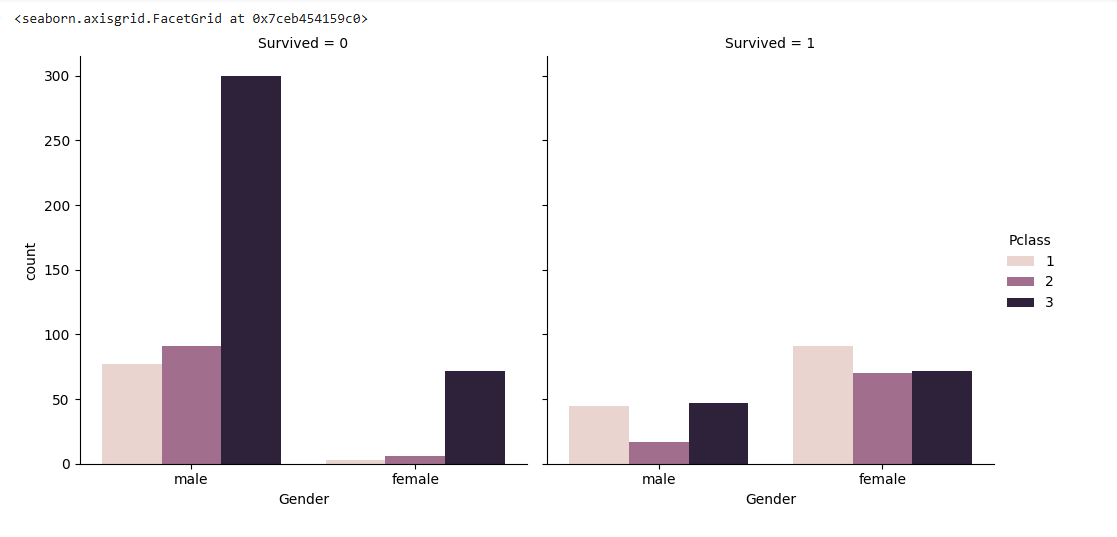 <seaborn.axisgrid.FacetGrid at 0x7ceb454159c0>
Survived = 0
Survived = 1
300
250
200
150
100
50
0
count
male
female
Gender
male
female
Gender
Pclass
1
2
3